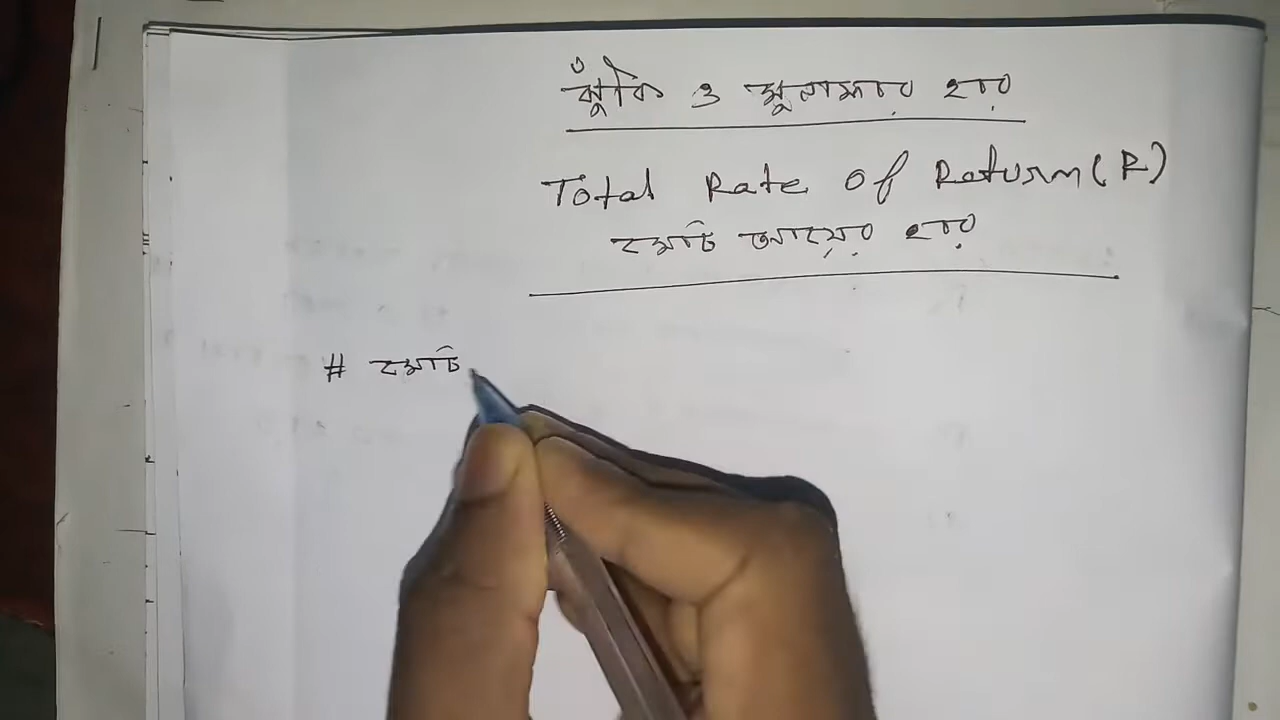 ঝুঁকি ও মুনাফার হার
Total Rate of Return (R)
মোট আয়ের হার
# মোট